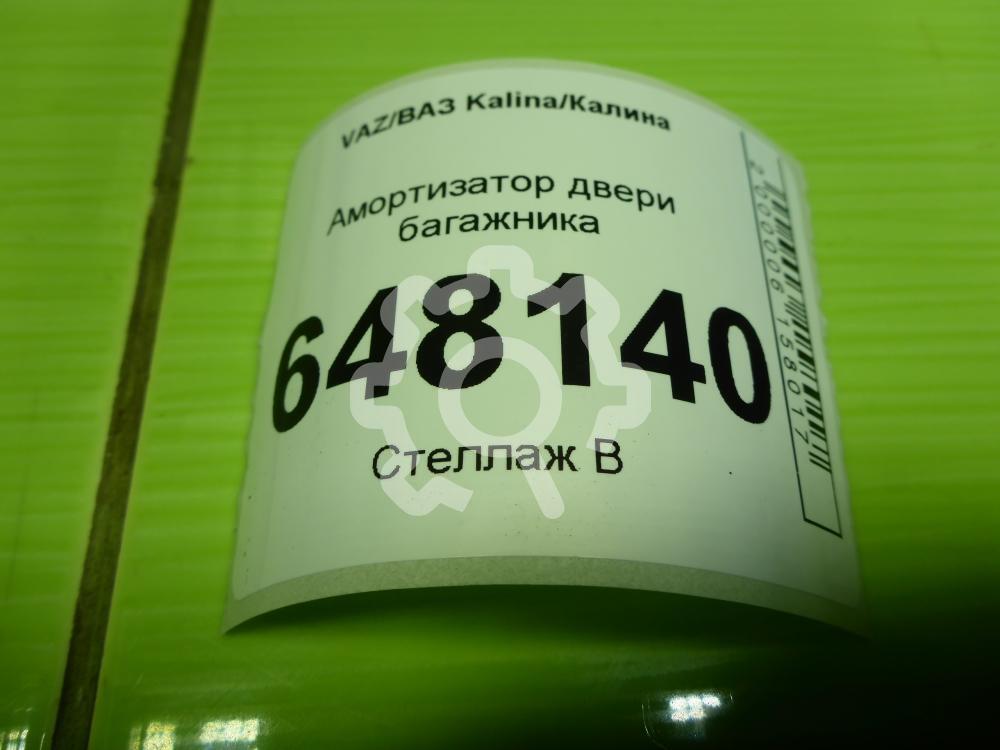 VAZ/ВАЗ Kalina/Калина
Амортизатор двери
багажника
648140
Стеллаж В
2000006158017